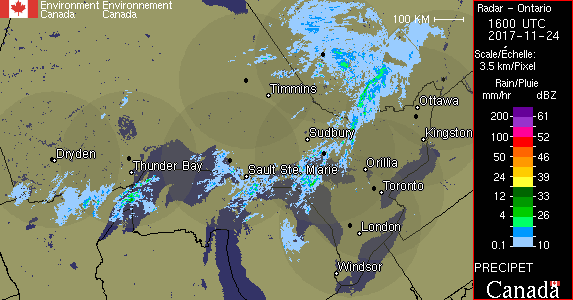 Environment Environnement
Canada Canada
100 KM
Timmins
Ottawa
Sudbury
Kingston
Dryden
Thunder Bay
Sault Ste. Marie
Orillia
Toronto
London
Windsor
Radar - Ontario
1600 UTC
2017-11-24
Scale/Échelle:
3.5 km/Pixel
Rain/Pluie
mm/hr dBZ
200 61
100 52
50 46
24 39
12 33
4 26
0.1 10
PRECIPET
Canada